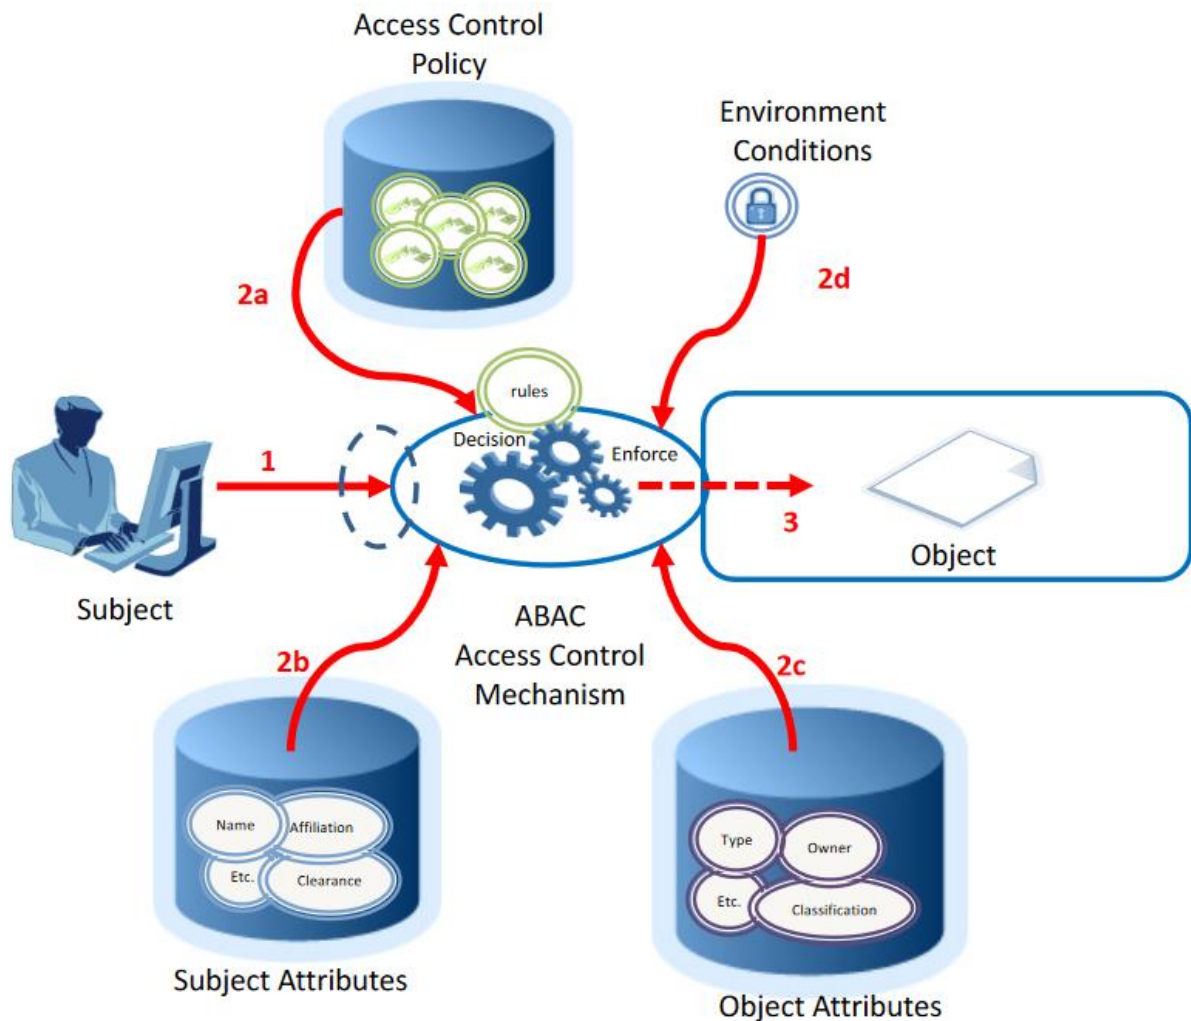 Access Control
Policy
Environment
Conditions
2a
2d
rules
Decision
Enforce
1
3
Subject
Object
ABAC
Access Control
Mechanism
2b
2c
Name
Affiliation
Etc.
Clearance
Type
Owner
Etc.
Classification
Subject Attributes
Object Attributes